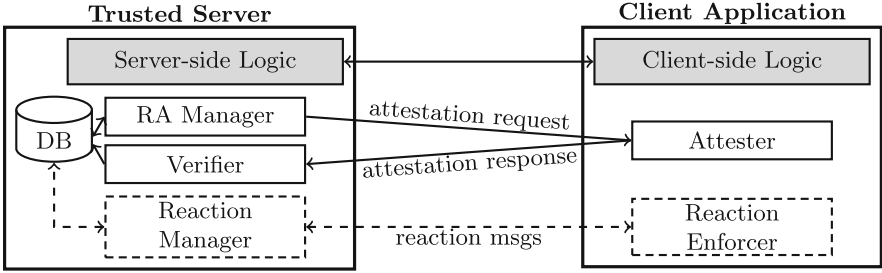 Trusted Server
Client Application
Server-side Logic
Client-side Logic
DB
RA Manager
attestation request
Attester
Verifier
attestation response
Reaction
Manager
reaction msgs
Reaction
Enforcer